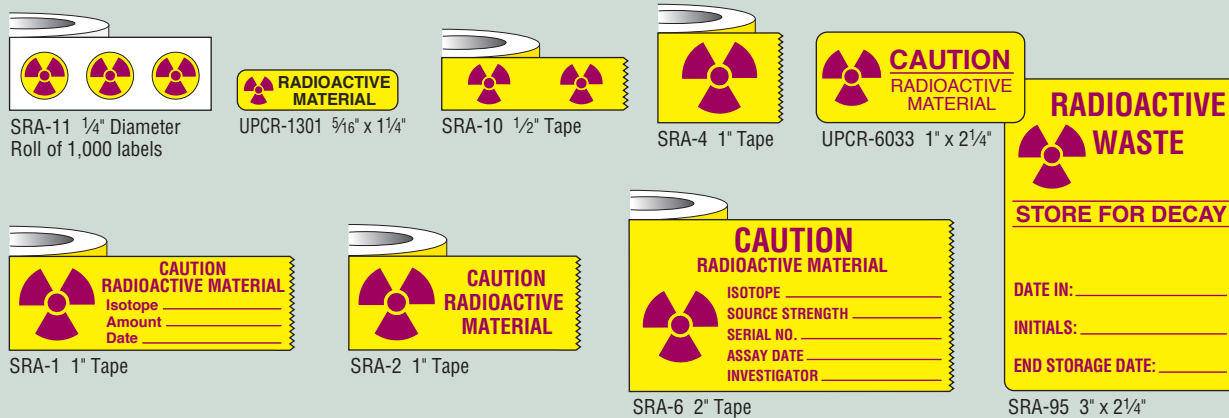 SRA-11 ¼" Diameter
Roll of 1,000 labels
RADIOACTIVE
MATERIAL
UPCR-1301 5⁄16" x 1¼"
SRA-10 ½" Tape
SRA-4 1" Tape
CAUTION
RADIOACTIVE
MATERIAL
UPCR-6033 1" x 2¼"
RADIOACTIVE
WASTE
STORE FOR DECAY
DATE IN:
INITIALS:
END STORAGE DATE:
SRA-95 3" x 2¼"
CAUTION
RADIOACTIVE MATERIAL
Isotope
Amount
Date
SRA-1 1" Tape
CAUTION
RADIOACTIVE
MATERIAL
SRA-2 1" Tape
CAUTION
RADIOACTIVE MATERIAL
ISOTOPE
SOURCE STRENGTH
SERIAL NO.
ASSAY DATE
INVESTIGATOR
SRA-6 2" Tape